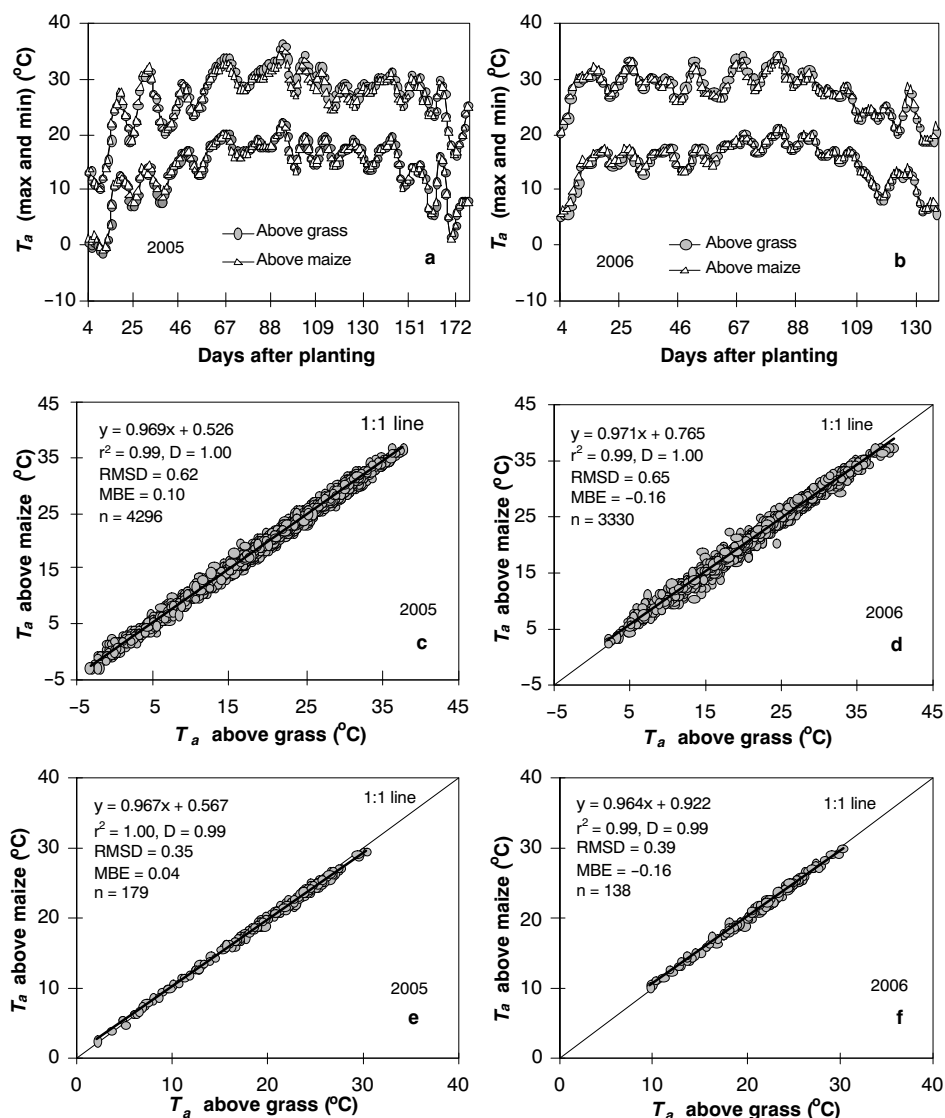 40
30
20
10
0
−10
Tₐ (max and min) (°C)
2005
Above grass
Above maize
a
4 25 46 67 88 109 130 151 172
Days after planting
40
30
20
10
0
−10
Tₐ (max and min) (°C)
2006
Above grass
Above maize
b
4 25 46 67 88 109 130
Days after planting
45
35
25
15
5
−5
Tₐ above maize (°C)
y = 0.969x + 0.526
r² = 0.99, D = 1.00
RMSD = 0.62
MBE = 0.10
n = 4296
1:1 line
2005
c
−5 5 15 25 35 45
Tₐ above grass (°C)
45
35
25
15
5
−5
Tₐ above maize (°C)
y = 0.971x + 0.765
r² = 0.99, D = 1.00
RMSD = 0.65
MBE = −0.16
n = 3330
1:1 line
2006
d
−5 5 15 25 35 45
Tₐ above grass (°C)
40
30
20
10
0
Tₐ above maize (°C)
y = 0.967x + 0.567
r² = 1.00, D = 0.99
RMSD = 0.35
MBE = 0.04
n = 179
1:1 line
2005
e
0 10 20 30 40
Tₐ above grass (°C)
40
30
20
10
0
Tₐ above maize (°C)
y = 0.964x + 0.922
r² = 0.99, D = 0.99
RMSD = 0.39
MBE = −0.16
n = 138
1:1 line
2006
f
0 10 20 30 40
Tₐ above grass (°C)